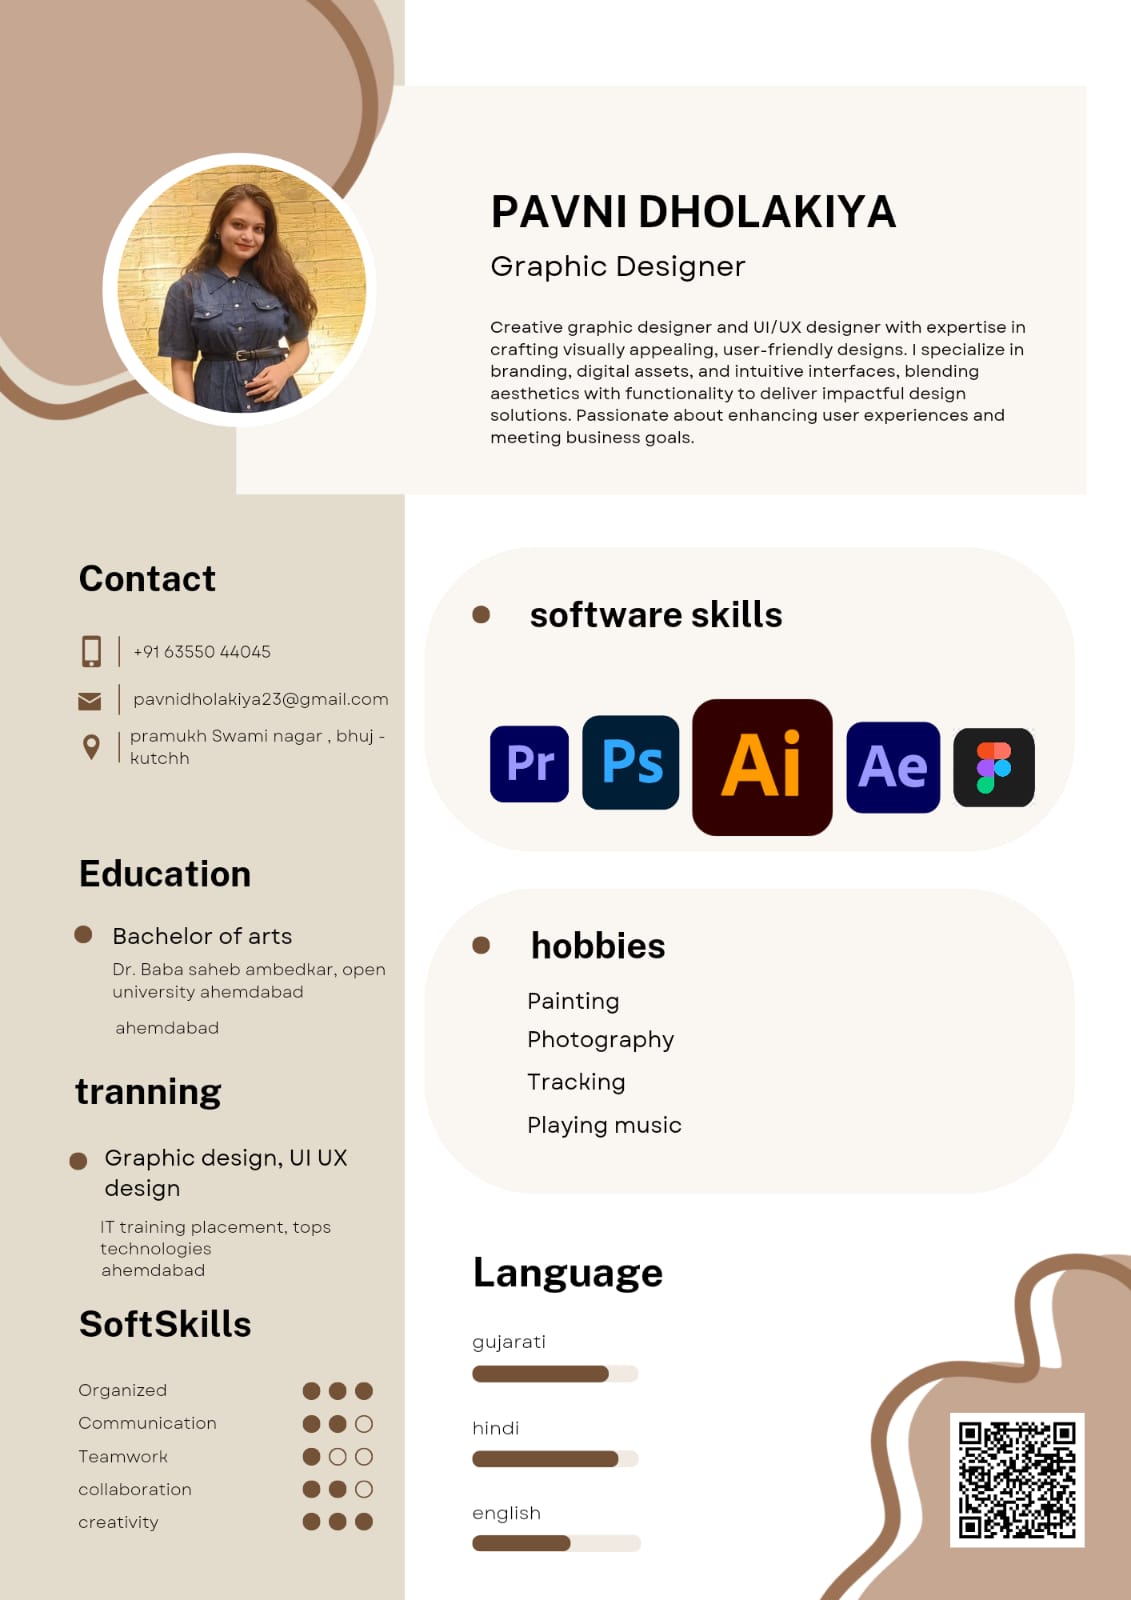 PAVNI DHOLAKIYA
Graphic Designer
Creative graphic designer and UI/UX designer with expertise in
crafting visually appealing, user-friendly designs. I specialize in
branding, digital assets, and intuitive interfaces, blending
aesthetics with functionality to deliver impactful design
solutions. Passionate about enhancing user experiences and
meeting business goals.
Contact
+91 63550 44045
pavnidholakiya23@gmail.com
pramukh Swami nagar , bhuj -
kutchh
Education
Bachelor of arts
Dr. Baba saheb ambedkar, open
university ahemdabad
ahemdabad
tranning
Graphic design, UI UX
design
IT training placement, tops
technologies
ahemdabad
SoftSkills
Organized
Communication
Teamwork
collaboration
creativity
software skills
Pr Ps Ai Ae
hobbies
Painting
Photography
Tracking
Playing music
Language
gujarati
hindi
english